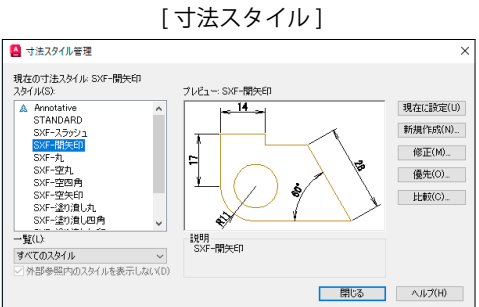 [ 寸法スタイル ]
寸法スタイル管理
現在の寸法スタイル: SXF-開矢印
スタイル(S):
Annotative
STANDARD
SXF-スラッシュ
SXF-開矢印
SXF-丸
SXF-空丸
SXF-空四角
SXF-空矢印
SXF-塗り潰し丸
SXF-塗り潰し四角
プレビュー: SXF-開矢印
14
17
28
60°
R11
現在に設定(U)
新規作成(N)...
修正(M)...
優先(O)...
比較(C)...
一覧(L):
すべてのスタイル
外部参照内のスタイルを表示しない(D)
説明
SXF-開矢印
閉じる
ヘルプ(H)